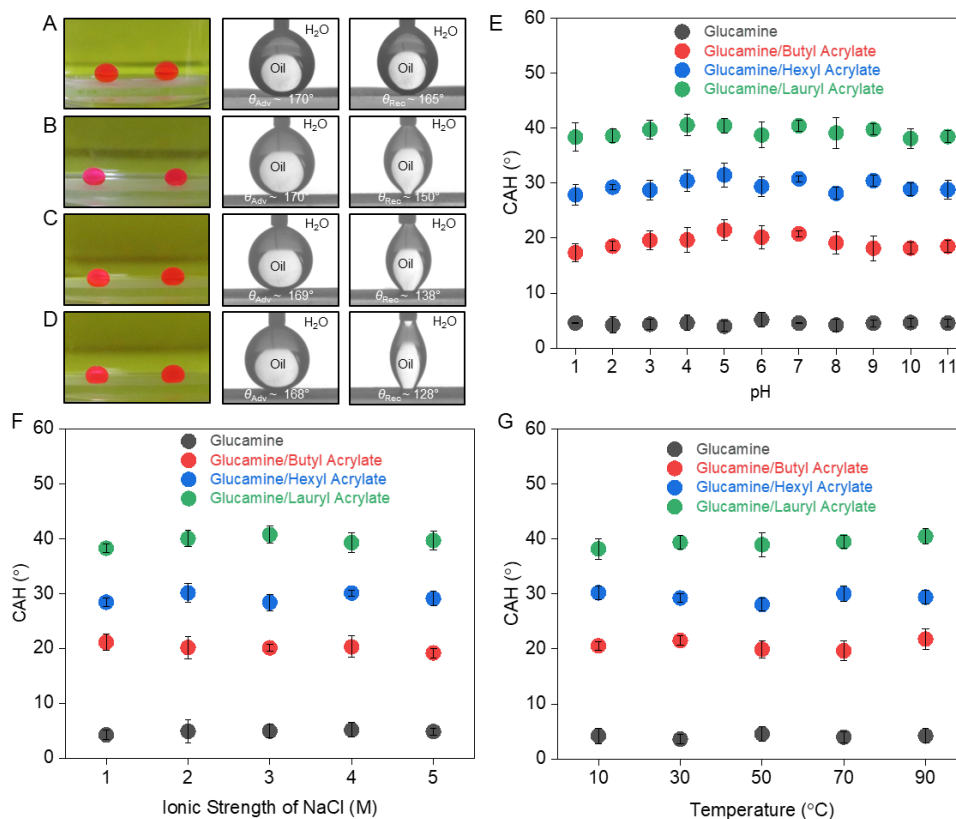 A
H₂O
Oil
θAdv ~ 170°
H₂O
Oil
θRec ~ 165°
B
H₂O
Oil
θAdv ~ 170°
H₂O
Oil
θRec ~ 150°
C
H₂O
Oil
θAdv ~ 169°
H₂O
Oil
θRec ~ 138°
D
H₂O
Oil
θAdv ~ 168°
H₂O
Oil
θRec ~ 128°
E
Glucamine
Glucamine/Butyl Acrylate
Glucamine/Hexyl Acrylate
Glucamine/Lauryl Acrylate
60
50
40
30
20
10
0
CAH (°)
1 2 3 4 5 6 7 8 9 10 11
pH
F
Glucamine
Glucamine/Butyl Acrylate
Glucamine/Hexyl Acrylate
Glucamine/Lauryl Acrylate
60
50
40
30
20
10
0
CAH (°)
1 2 3 4 5
Ionic Strength of NaCl (M)
G
Glucamine
Glucamine/Butyl Acrylate
Glucamine/Hexyl Acrylate
Glucamine/Lauryl Acrylate
60
50
40
30
20
10
0
CAH (°)
10 30 50 70 90
Temperature (°C)